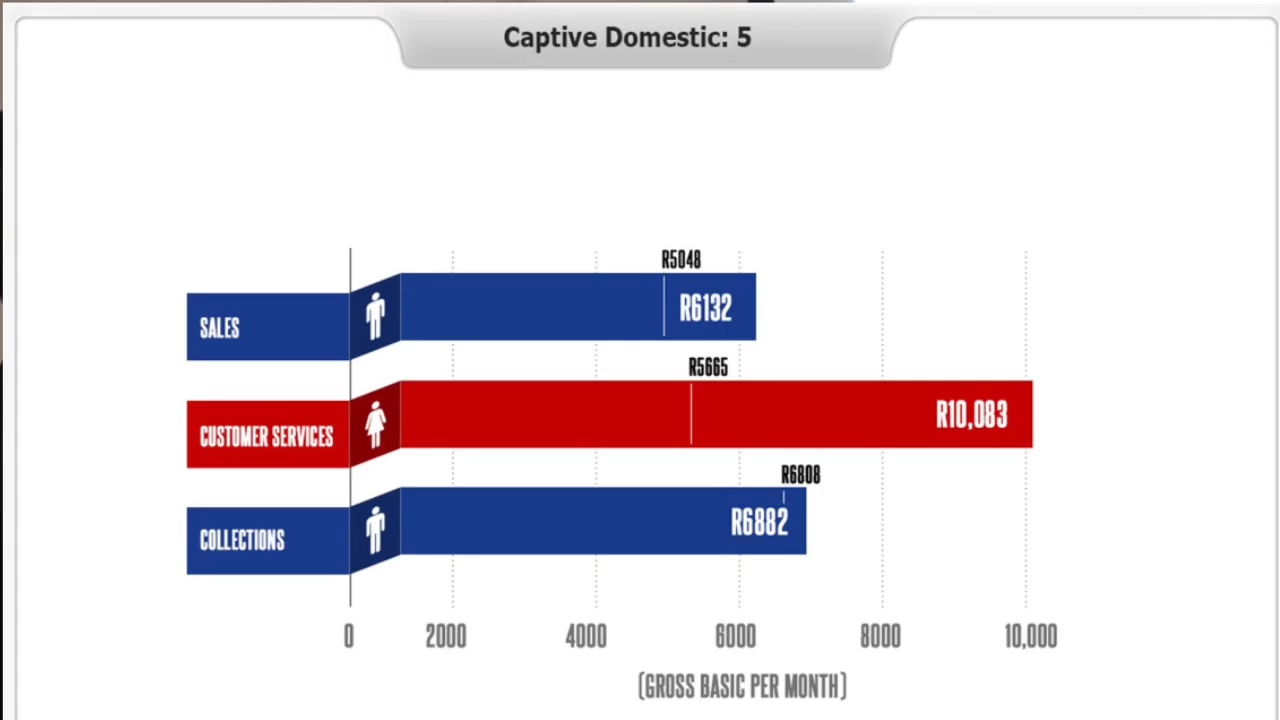 Captive Domestic: 5
R5048
SALES
R6132
R5665
CUSTOMER SERVICES
R10,083
R6808
COLLECTIONS
R6882
0 2000 4000 6000 8000 10,000
(GROSS BASIC PER MONTH)